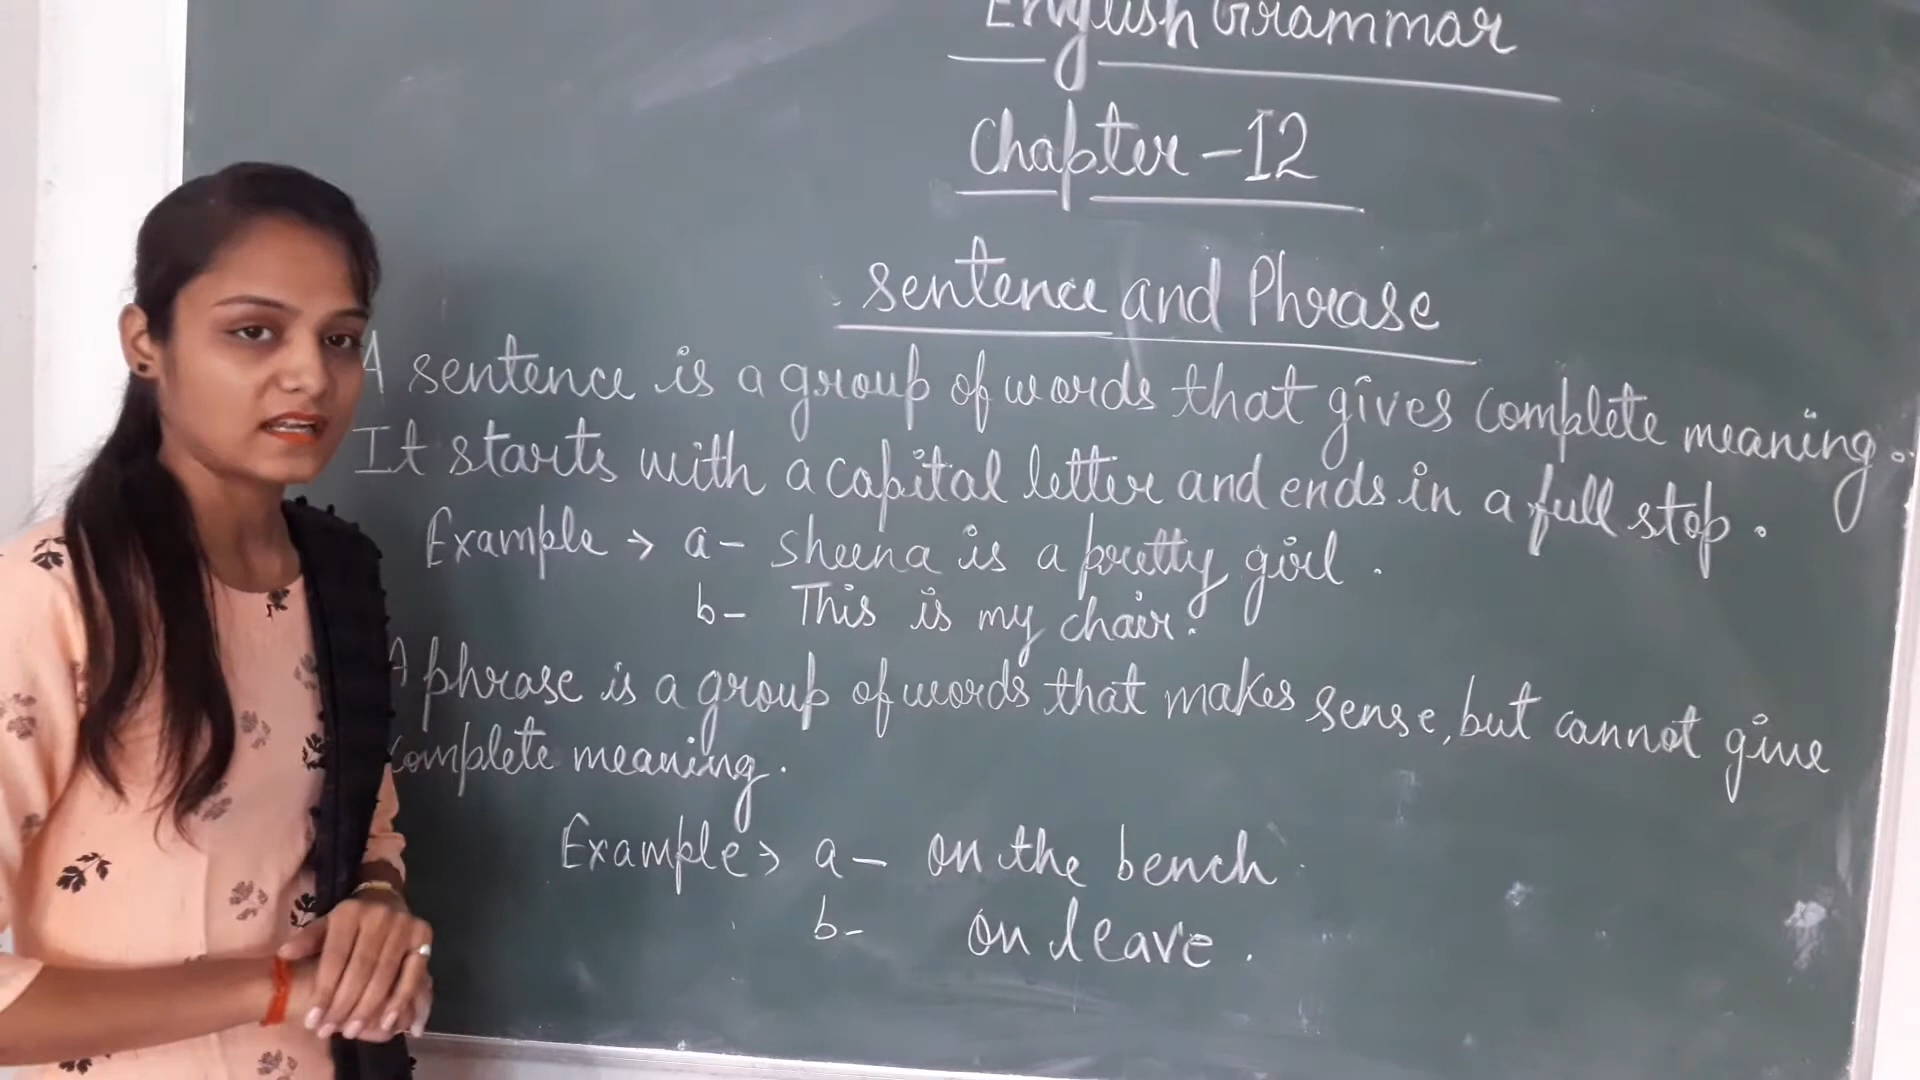 English Grammar
Chapter - 12
Sentence and Phrase
A sentence is a group of words that gives complete meaning.
It starts with a capital letter and ends in a full stop.
Example > a- Sheena is a pretty girl.
b- This is my chair.
A phrase is a group of words that makes sense, but cannot give
complete meaning.
Example > a- on the bench
b- on leave.